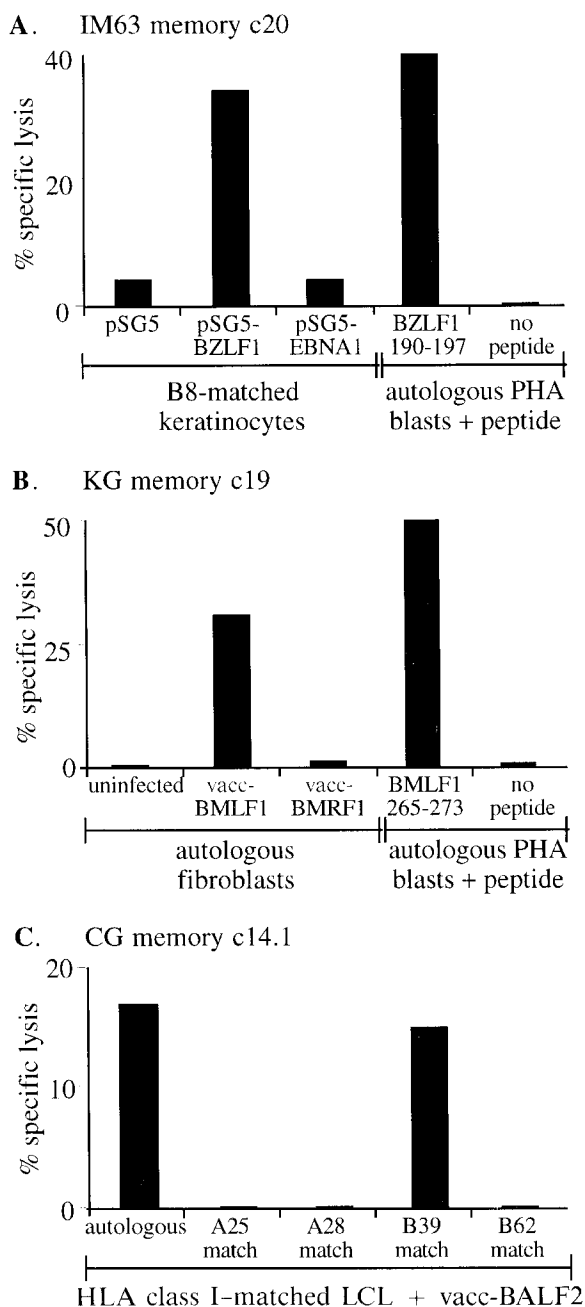 A. IM63 memory c20
% specific lysis
40
20
0
pSG5
pSG5-
BZLF1
pSG5-
EBNA1
BZLF1
190-197
no
peptide
B8-matched
keratinocytes
autologous PHA
blasts + peptide
B. KG memory c19
% specific lysis
50
25
0
uninfected
vacc-
BMLF1
vacc-
BMRF1
BMLF1
265-273
no
peptide
autologous
fibroblasts
autologous PHA
blasts + peptide
C. CG memory c14.1
% specific lysis
20
10
0
autologous
A25
match
A28
match
B39
match
B62
match
HLA class I-matched LCL + vacc-BALF2